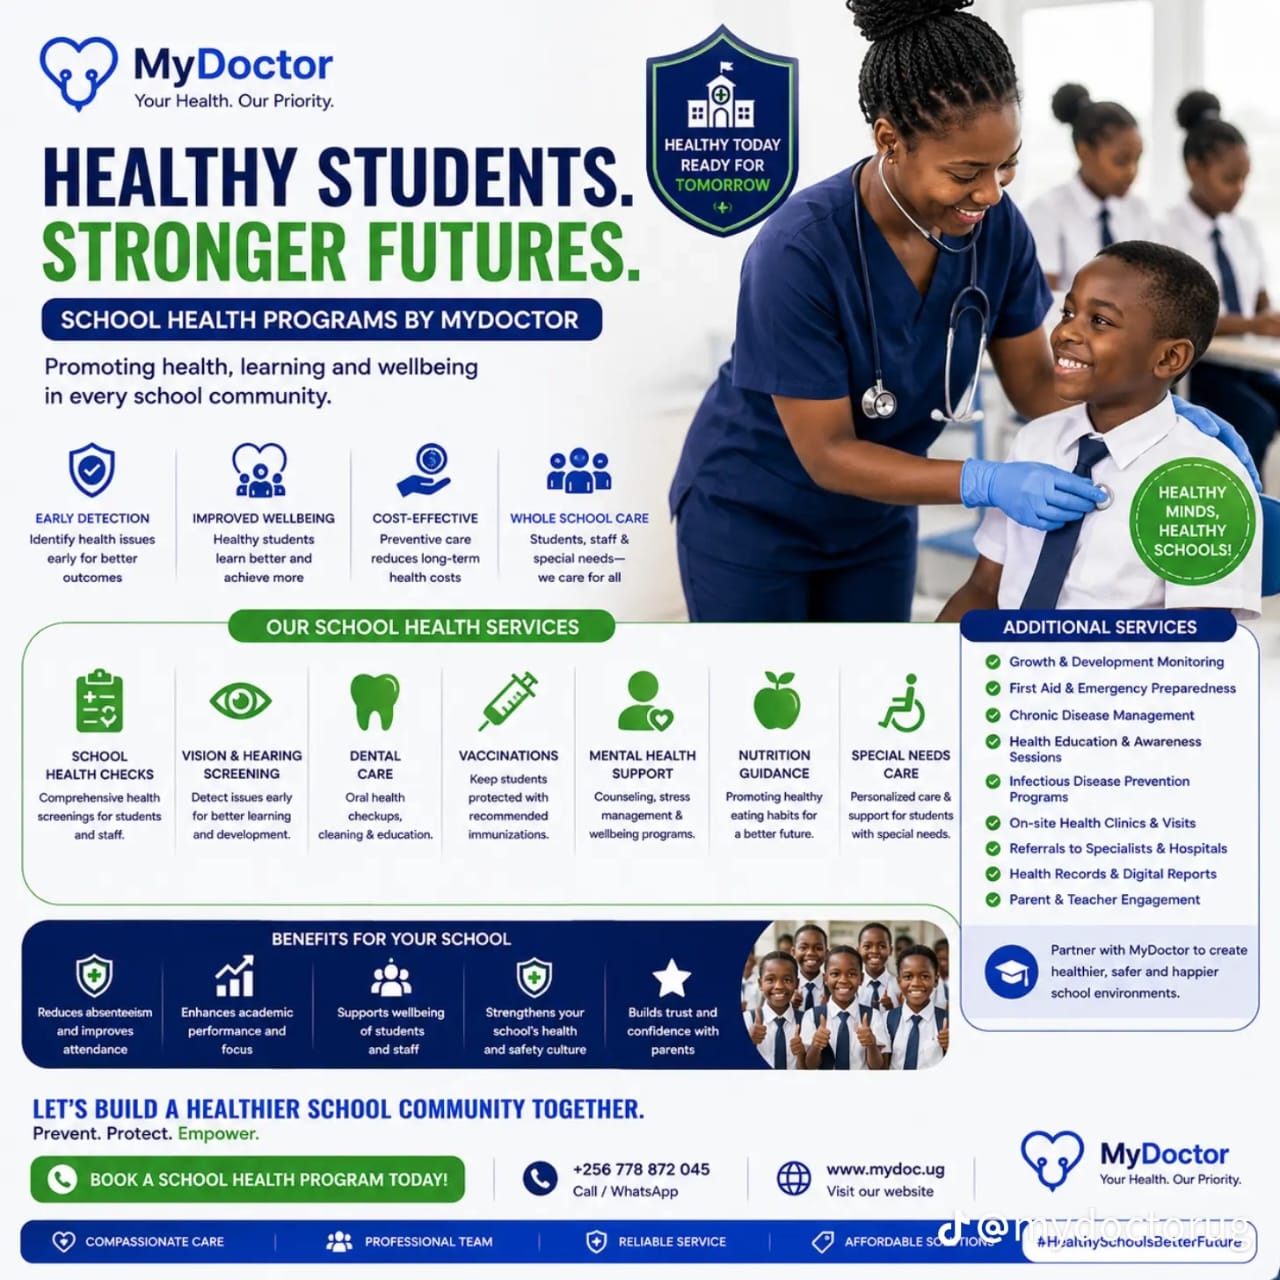 MyDoctor
Your Health. Our Priority.
HEALTHY TODAY
READY FOR
TOMORROW
HEALTHY STUDENTS.
STRONGER FUTURES.
SCHOOL HEALTH PROGRAMS BY MYDOCTOR
Promoting health, learning and wellbeing
in every school community.
EARLY DETECTION
Identify health issues
early for better
outcomes
IMPROVED WELLBEING
Healthy students
learn better and
achieve more
COST-EFFECTIVE
Preventive care
reduces long-term
health costs
WHOLE SCHOOL CARE
Students, staff &
special needs—
we care for all
HEALTHY
MINDS,
HEALTHY
SCHOOLS!
OUR SCHOOL HEALTH SERVICES
SCHOOL
HEALTH CHECKS
Comprehensive health
screenings for students
and staff.
VISION & HEARING
SCREENING
Detect issues early
for better learning
and development.
DENTAL
CARE
Oral health
checkups,
cleaning & education.
VACCINATIONS
Keep students
protected with
recommended
immunizations.
MENTAL HEALTH
SUPPORT
Counseling, stress
management &
wellbeing programs.
NUTRITION
GUIDANCE
Promoting healthy
eating habits for
a better future.
SPECIAL NEEDS
CARE
Personalized care &
support for students
with special needs.
ADDITIONAL SERVICES
Growth & Development Monitoring
First Aid & Emergency Preparedness
Chronic Disease Management
Health Education & Awareness
Sessions
Infectious Disease Prevention
Programs
On-site Health Clinics & Visits
Referrals to Specialists & Hospitals
Health Records & Digital Reports
Parent & Teacher Engagement
Partner with MyDoctor to create
healthier, safer and happier
school environments.
BENEFITS FOR YOUR SCHOOL
Reduces absenteeism
and improves
attendance
Enhances academic
performance and
focus
Supports wellbeing
of students
and staff
Strengthens your
school's health
and safety culture
Builds trust and
confidence with
parents
LET'S BUILD A HEALTHIER SCHOOL COMMUNITY TOGETHER.
Prevent. Protect. Empower.
BOOK A SCHOOL HEALTH PROGRAM TODAY!
+256 778 872 045
Call / WhatsApp
www.mydoc.ug
Visit our website
MyDoctor
Your Health. Our Priority.
COMPASSIONATE CARE
PROFESSIONAL TEAM
RELIABLE SERVICE
AFFORDABLE SOLUTIONS
#HealthySchoolsBetterFuture
@mydoctorug